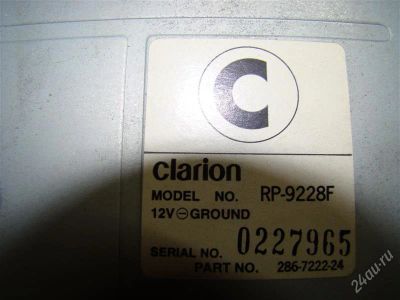 C
clarion
MODEL NO. RP-9228F
12V⊖GROUND
SERIAL NO. 0227965
PART NO. 286-7222-24
24au.ru